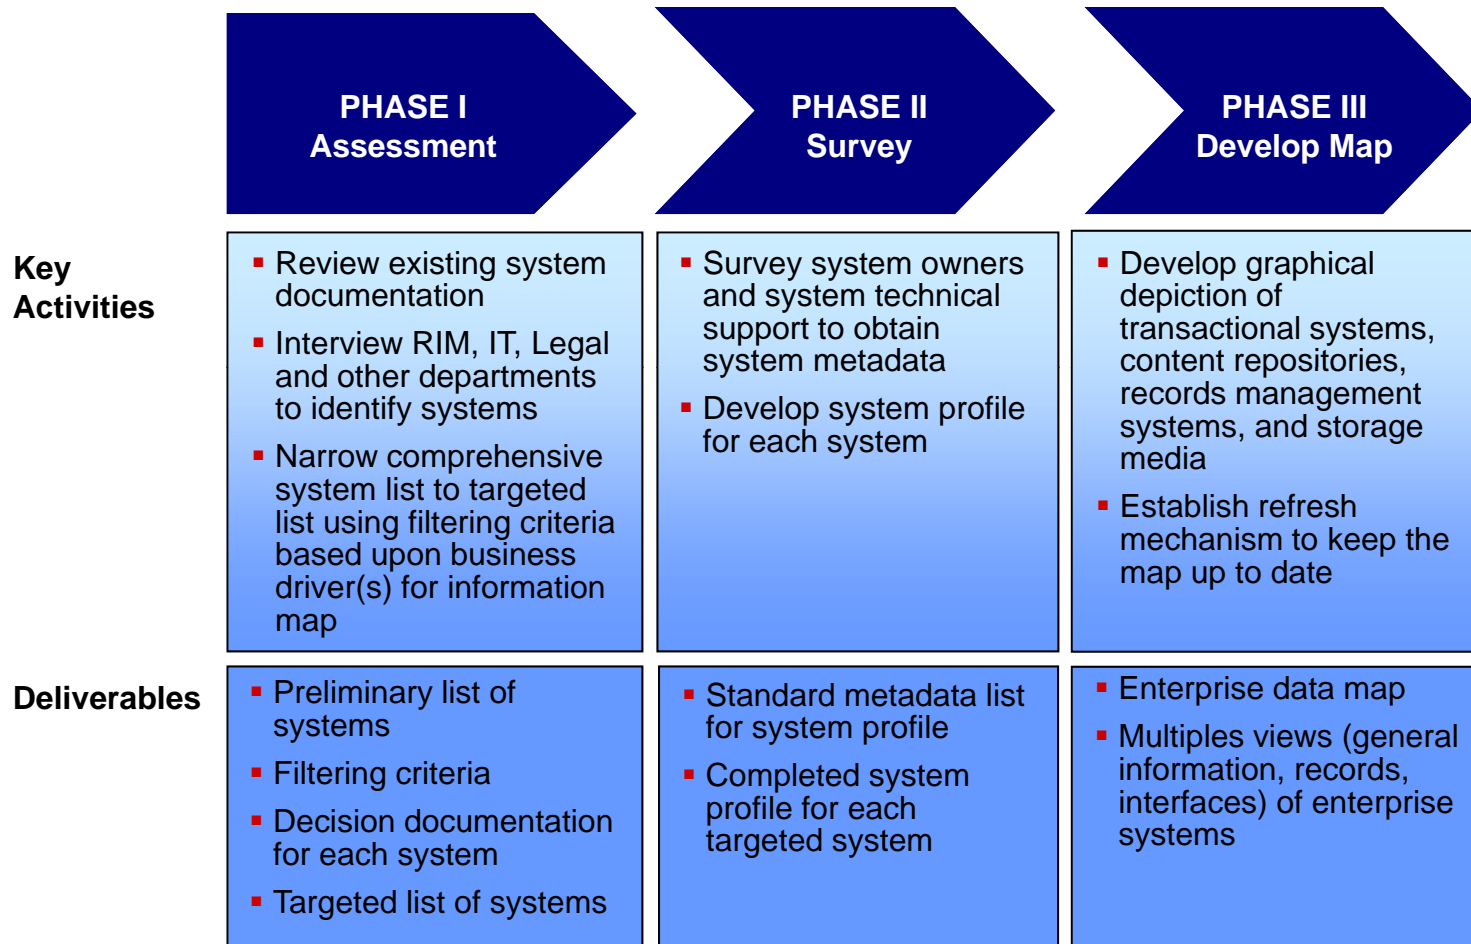 PHASE I
Assessment
PHASE II
Survey
PHASE III
Develop Map
Key
Activities
▪ Review existing system
documentation
▪ Interview RIM, IT, Legal
and other departments
to identify systems
▪ Narrow comprehensive
system list to targeted
list using filtering criteria
based upon business
driver(s) for information
map
▪ Survey system owners
and system technical
support to obtain
system metadata
▪ Develop system profile
for each system
▪ Develop graphical
depiction of
transactional systems,
content repositories,
records management
systems, and storage
media
▪ Establish refresh
mechanism to keep the
map up to date
Deliverables
▪ Preliminary list of
systems
▪ Filtering criteria
▪ Decision documentation
for each system
▪ Targeted list of systems
▪ Standard metadata list
for system profile
▪ Completed system
profile for each
targeted system
▪ Enterprise data map
▪ Multiples views (general
information, records,
interfaces) of enterprise
systems